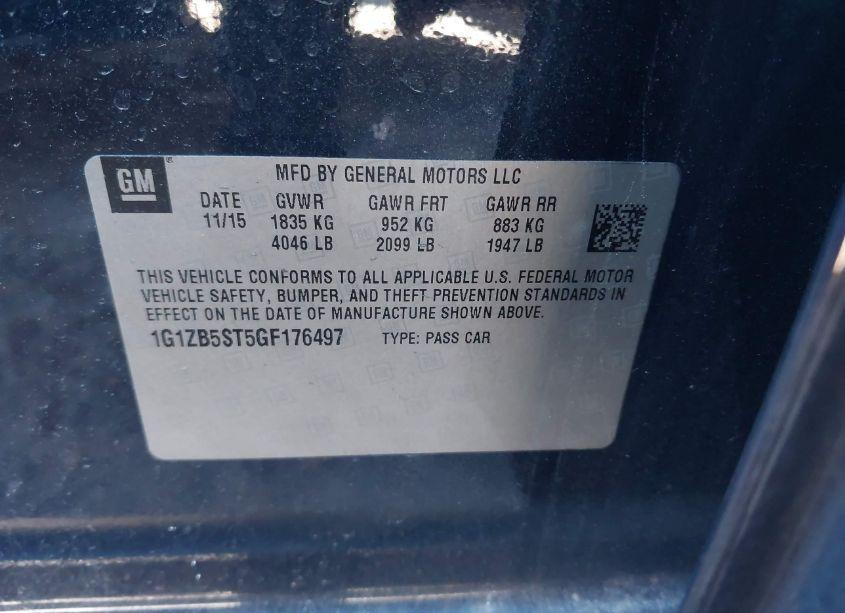 GM®
MFD BY GENERAL MOTORS LLC
DATE GVWR GAWR FRT GAWR RR
11/15 1835 KG 952 KG 883 KG
4046 LB 2099 LB 1947 LB
THIS VEHICLE CONFORMS TO ALL APPLICABLE U.S. FEDERAL MOTOR
VEHICLE SAFETY, BUMPER, AND THEFT PREVENTION STANDARDS IN
EFFECT ON THE DATE OF MANUFACTURE SHOWN ABOVE.
1G1ZB5ST5GF176497 TYPE: PASS CAR